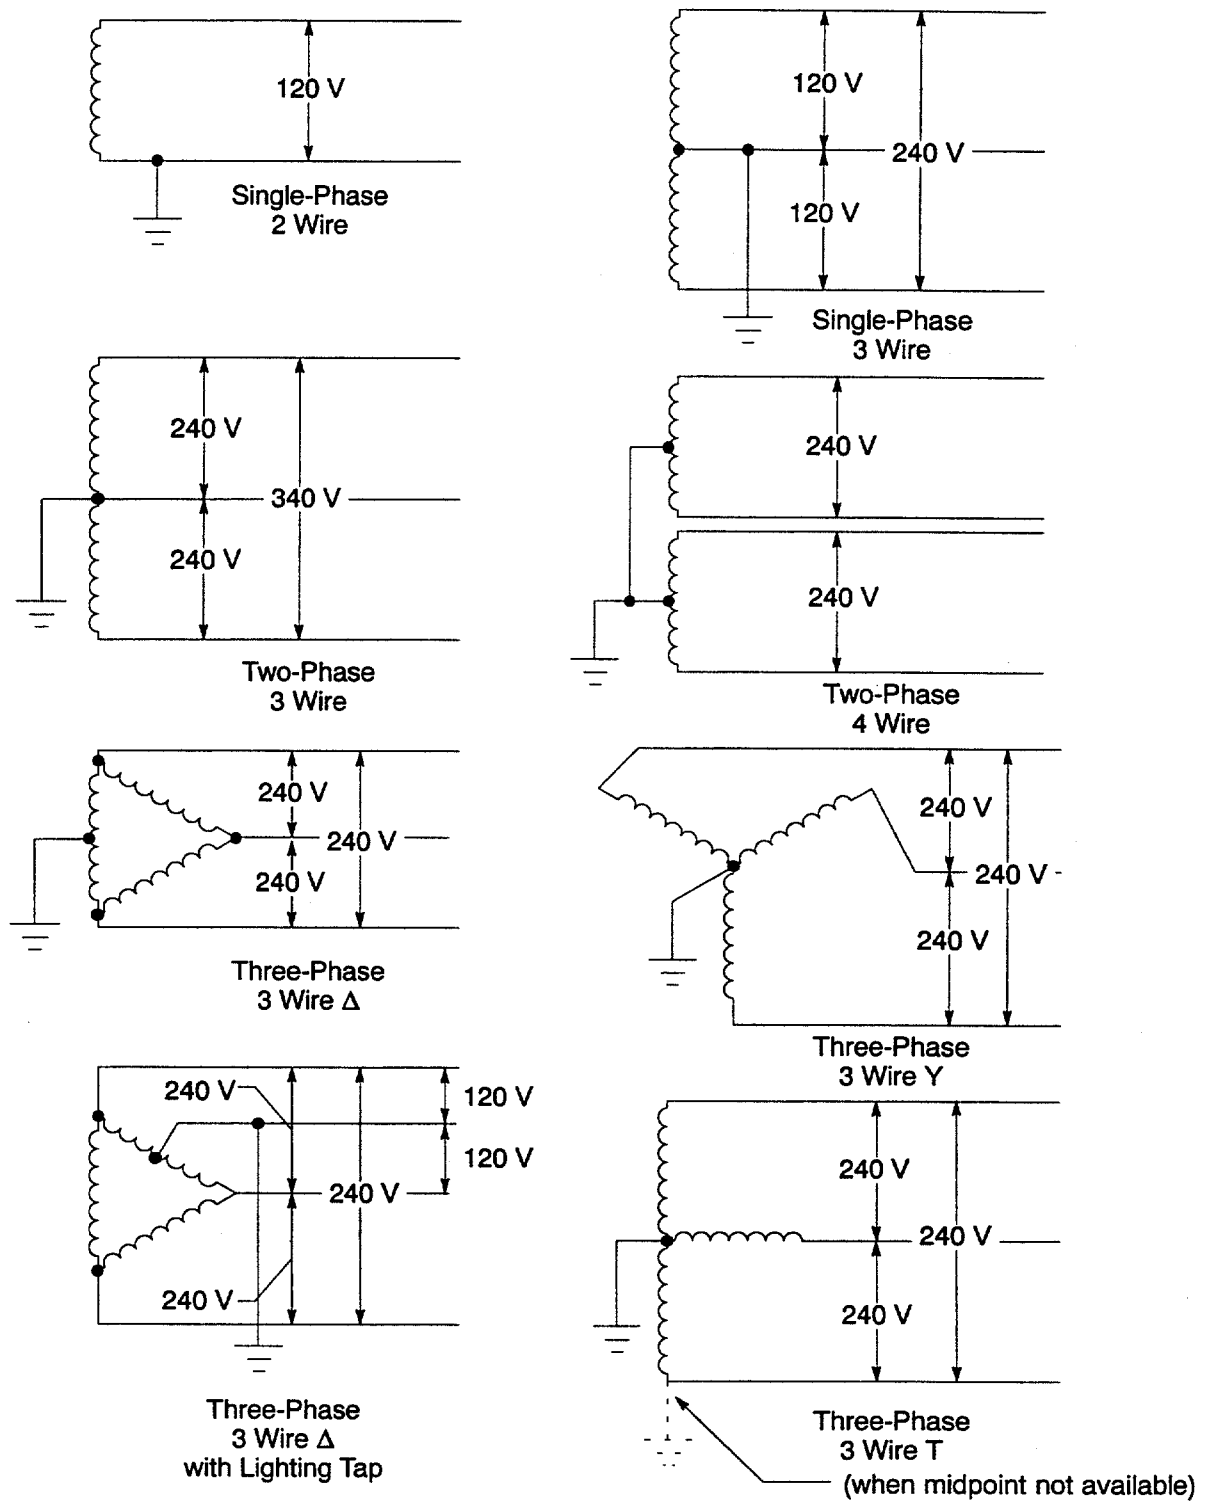 120 V
Single-Phase
2 Wire
120 V
240 V
120 V
Single-Phase
3 Wire
240 V
340 V
240 V
Two-Phase
3 Wire
240 V
240 V
Two-Phase
4 Wire
240 V
240 V
240 V
Three-Phase
3 Wire Δ
240 V
240 V
240 V
Three-Phase
3 Wire Y
240 V
120 V
120 V
240 V
240 V
Three-Phase
3 Wire Δ
with Lighting Tap
240 V
240 V
240 V
Three-Phase
3 Wire T
(when midpoint not available)